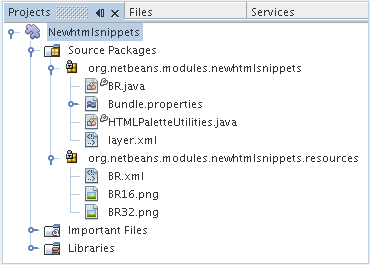 Projects Files Services
Newhtmlsnippets
Source Packages
org.netbeans.modules.newhtmlsnippets
BR.java
Bundle.properties
HTMLPaletteUtilities.java
layer.xml
org.netbeans.modules.newhtmlsnippets.resources
BR.xml
BR16.png
BR32.png
Important Files
Libraries